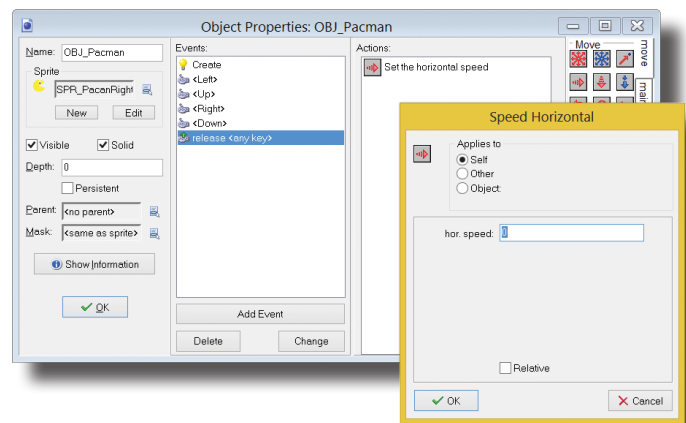 Object Properties: OBJ_Pacman
Name: OBJ_Pacman
Sprite
SPR_PacanRight
New Edit
Visible Solid
Depth: 0
Persistent
Parent: <no parent>
Mask: <same as sprite>
Show Information
OK
Events:
Create
<Left>
<Up>
<Right>
<Down>
release <any key>
Add Event
Delete Change
Actions:
Set the horizontal speed
Move
move
Speed Horizontal
Applies to
Self
Other
Object:
hor. speed: 0
Relative
OK Cancel